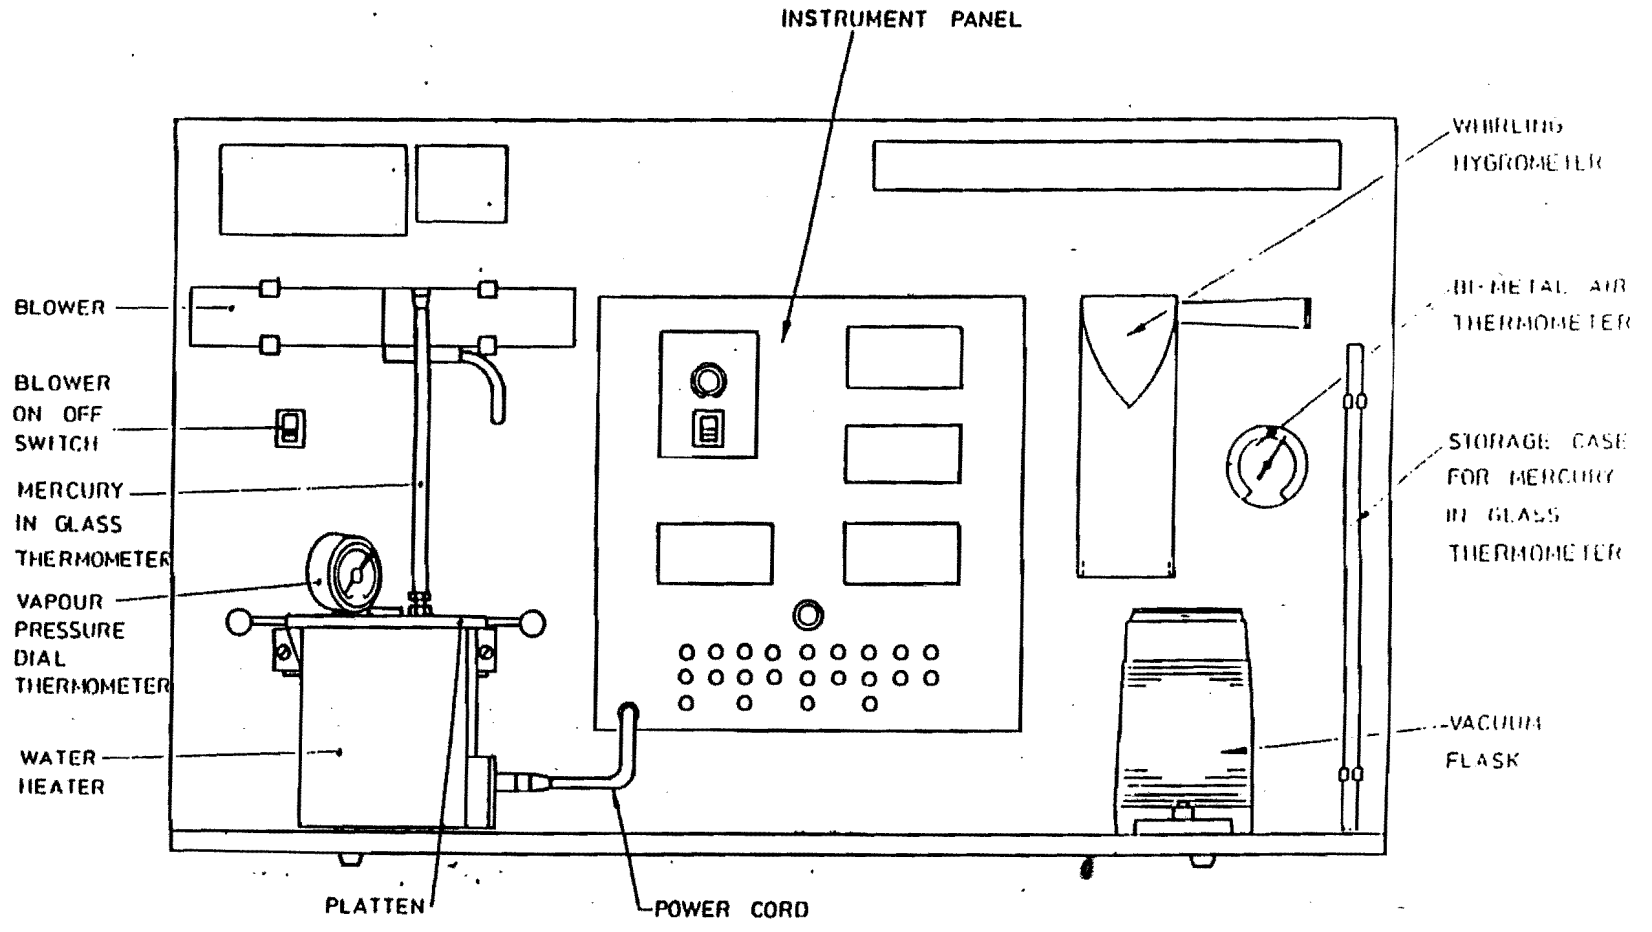 INSTRUMENT PANEL
WHIRLING
HYGROMETER
BI-METAL AIR
THERMOMETER
BLOWER
BLOWER
ON OFF
SWITCH
STORAGE CASE
FOR MERCURY
IN GLASS
THERMOMETER
MERCURY
IN GLASS
THERMOMETER
VAPOUR
PRESSURE
DIAL
THERMOMETER
WATER
HEATER
VACUUM
FLASK
PLATTEN
POWER CORD